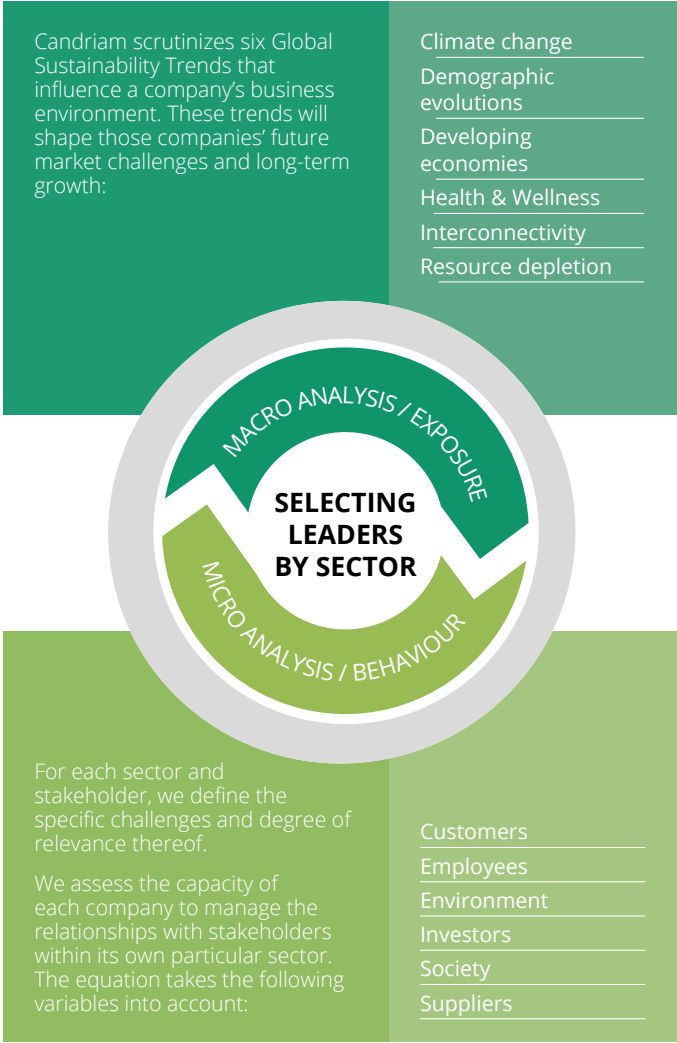 Candriam scrutinizes six Global
Sustainability Trends that
influence a company's business
environment. These trends will
shape those companies' future
market challenges and long-term
growth:
Climate change
Demographic
evolutions
Developing
economies
Health & Wellness
Interconnectivity
Resource depletion
MACRO ANALYSIS / EXPOSURE
SELECTING
LEADERS
BY SECTOR
MICRO ANALYSIS / BEHAVIOUR
For each sector and
stakeholder, we define the
specific challenges and degree of
relevance thereof.
We assess the capacity of
each company to manage the
relationships with stakeholders
within its own particular sector.
The equation takes the following
variables into account:
Customers
Employees
Environment
Investors
Society
Suppliers